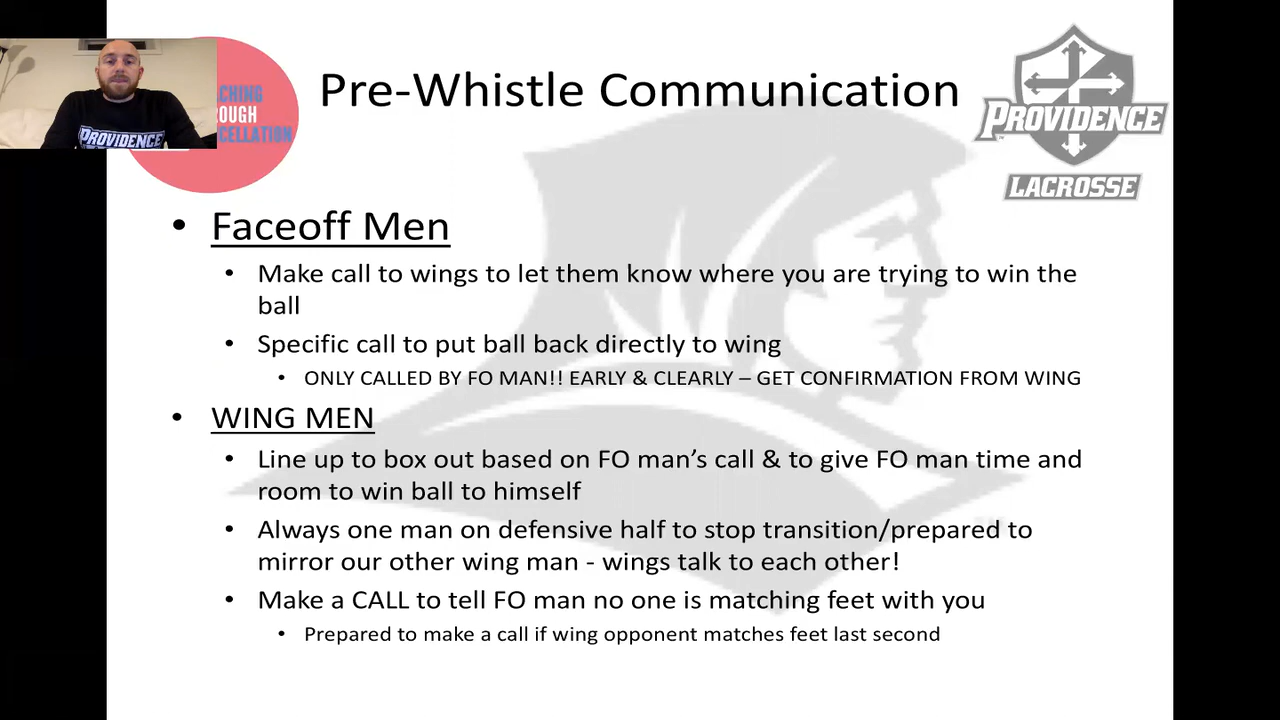 Pre-Whistle Communication
PROVIDENCE
LACROSSE
PROVIDENCE
• Faceoff Men
• Make call to wings to let them know where you are trying to win the
ball
• Specific call to put ball back directly to wing
• ONLY CALLED BY FO MAN!! EARLY & CLEARLY – GET CONFIRMATION FROM WING
• WING MEN
• Line up to box out based on FO man’s call & to give FO man time and
room to win ball to himself
• Always one man on defensive half to stop transition/prepared to
mirror our other wing man - wings talk to each other!
• Make a CALL to tell FO man no one is matching feet with you
• Prepared to make a call if wing opponent matches feet last second